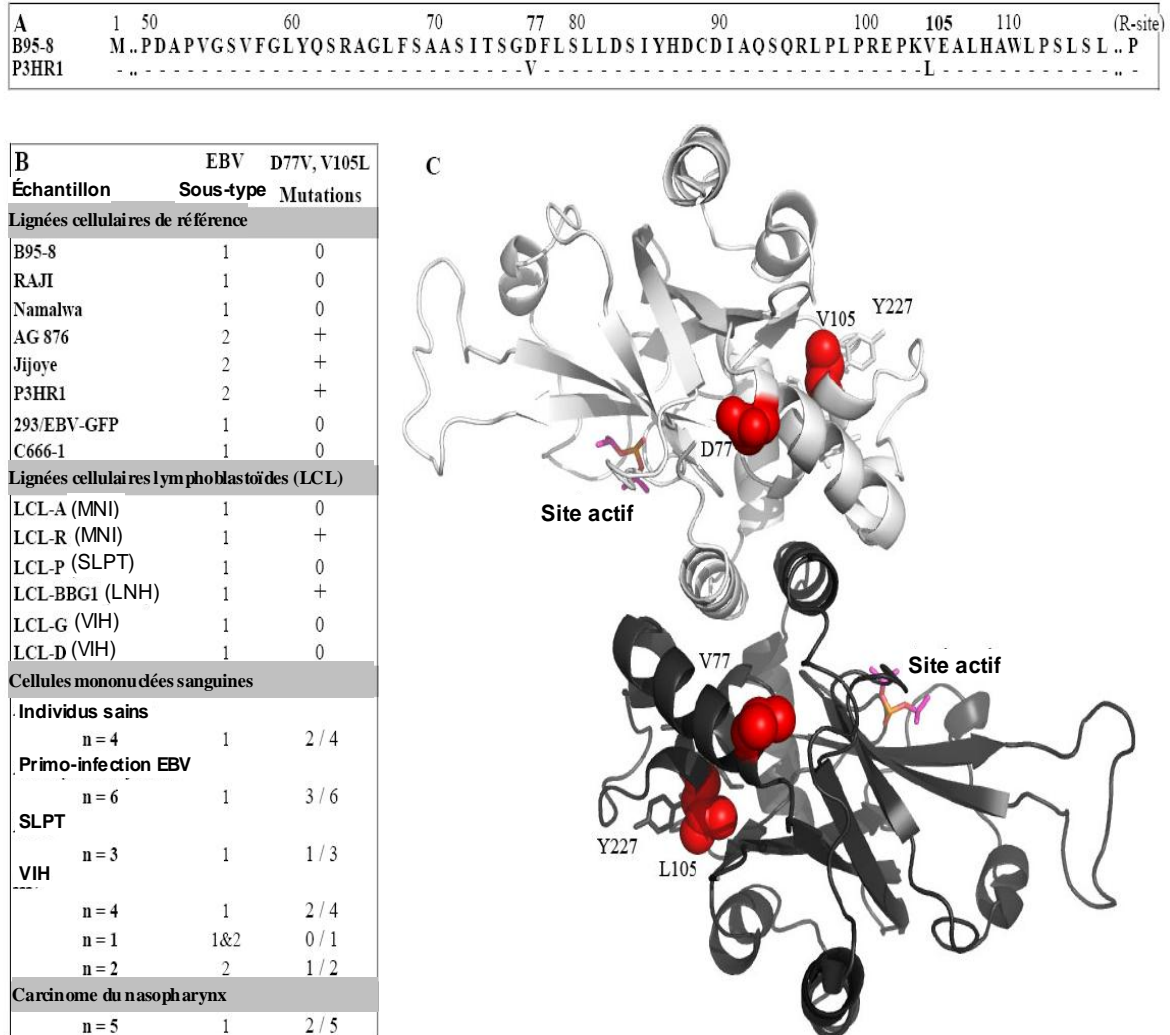 A 1 50 60 70 77 80 90 100 105 110 (R-site)
B95-8 M .. P D A P V G S V F G L Y Q S R A G L F S A A S I T S G D F L S L L D S I Y H D C D I A Q S Q R L P L P R E P K V E A L H A W L P S L S L .. P
P3HR1 - .. - - - - - - - - - - - - - - - - - - - - - - - - - - - V - - - - - - - - - - - - - - - - - - - - - - - - - - - L - - - - - - - - - - - - .. -
B EBV D77V, V105L
Échantillon Sous-type Mutations
Lignées cellulaires de référence
B95-8 1 0
RAJI 1 0
Namalwa 1 0
AG 876 2 +
Jijoye 2 +
P3HR1 2 +
293/EBV-GFP 1 0
C666-1 1 0
Lignées cellulaires lymphoblastoïdes (LCL)
LCL-A (MNI) 1 0
LCL-R (MNI) 1 +
LCL-P (SLPT) 1 0
LCL-BBG1 (LNH) 1 +
LCL-G (VIH) 1 0
LCL-D (VIH) 1 0
Cellules mononuclées sanguines
Individus sains
n = 4 1 2 / 4
Primo-infection EBV
n = 6 1 3 / 6
SLPT
n = 3 1 1 / 3
VIH
n = 4 1 2 / 4
n = 1 1&2 0 / 1
n = 2 2 1 / 2
Carcinome du nasopharynx
n = 5 1 2 / 5
C
V105 Y227
D77
Site actif
V77
Site actif
Y227
L105